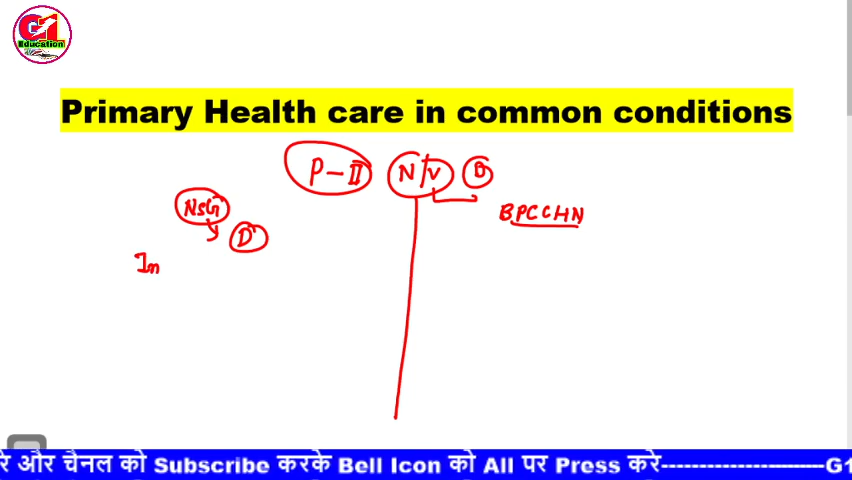 G1
Education
Primary Health care in common conditions
P-II N/V B
NsG BPCCHN
D
In
रे और चैनल को Subscribe करके Bell Icon को All पर Press करे-----------------------G1